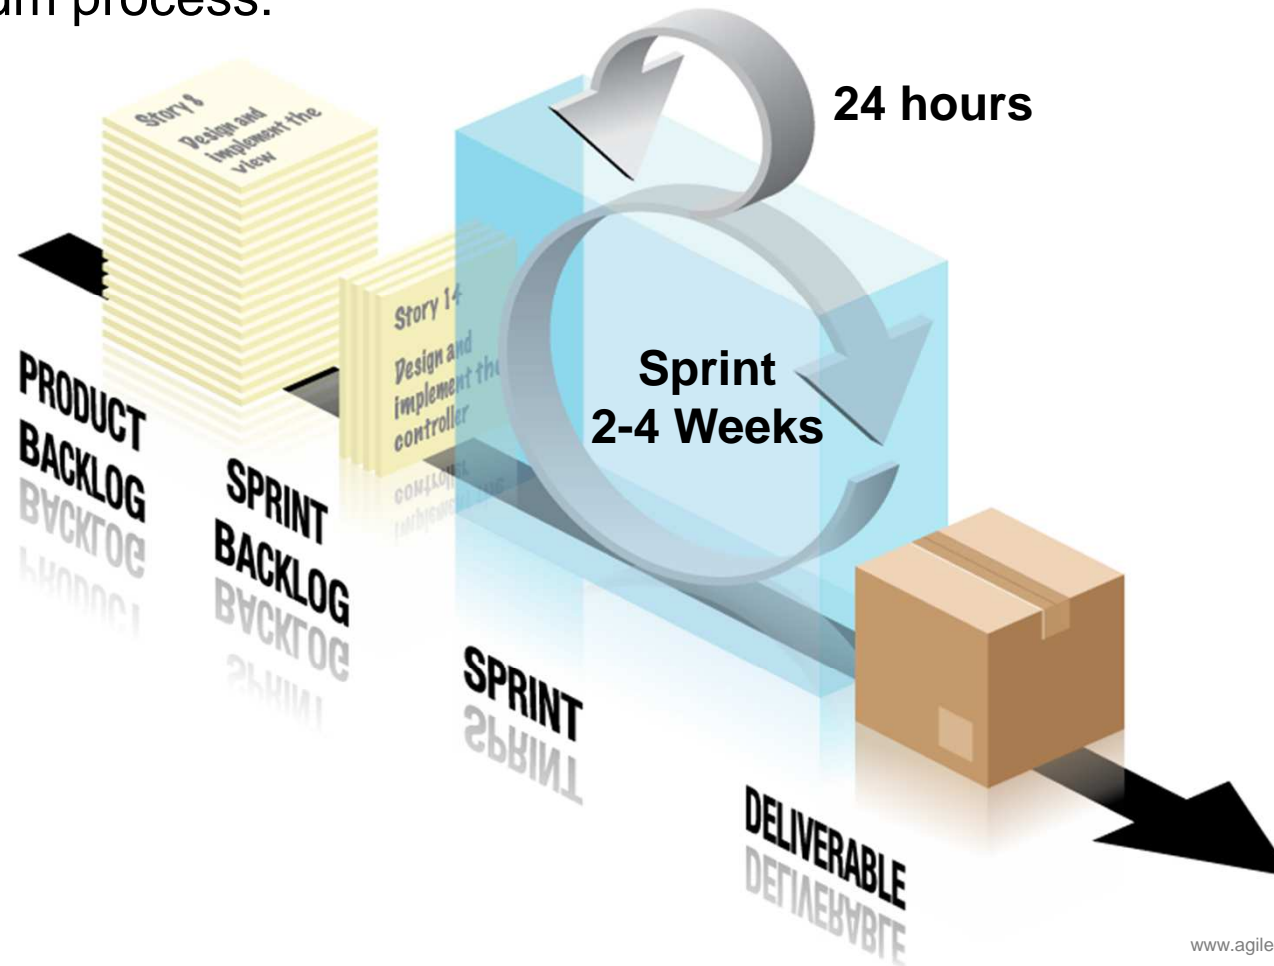 um process:
24 hours
Story 8
Design and
implement the
view
Story 14
Design and
implement the
controller
Sprint
2-4 Weeks
PRODUCT
BACKLOG
SPRINT
BACKLOG
SPRINT
DELIVERABLE
www.agile